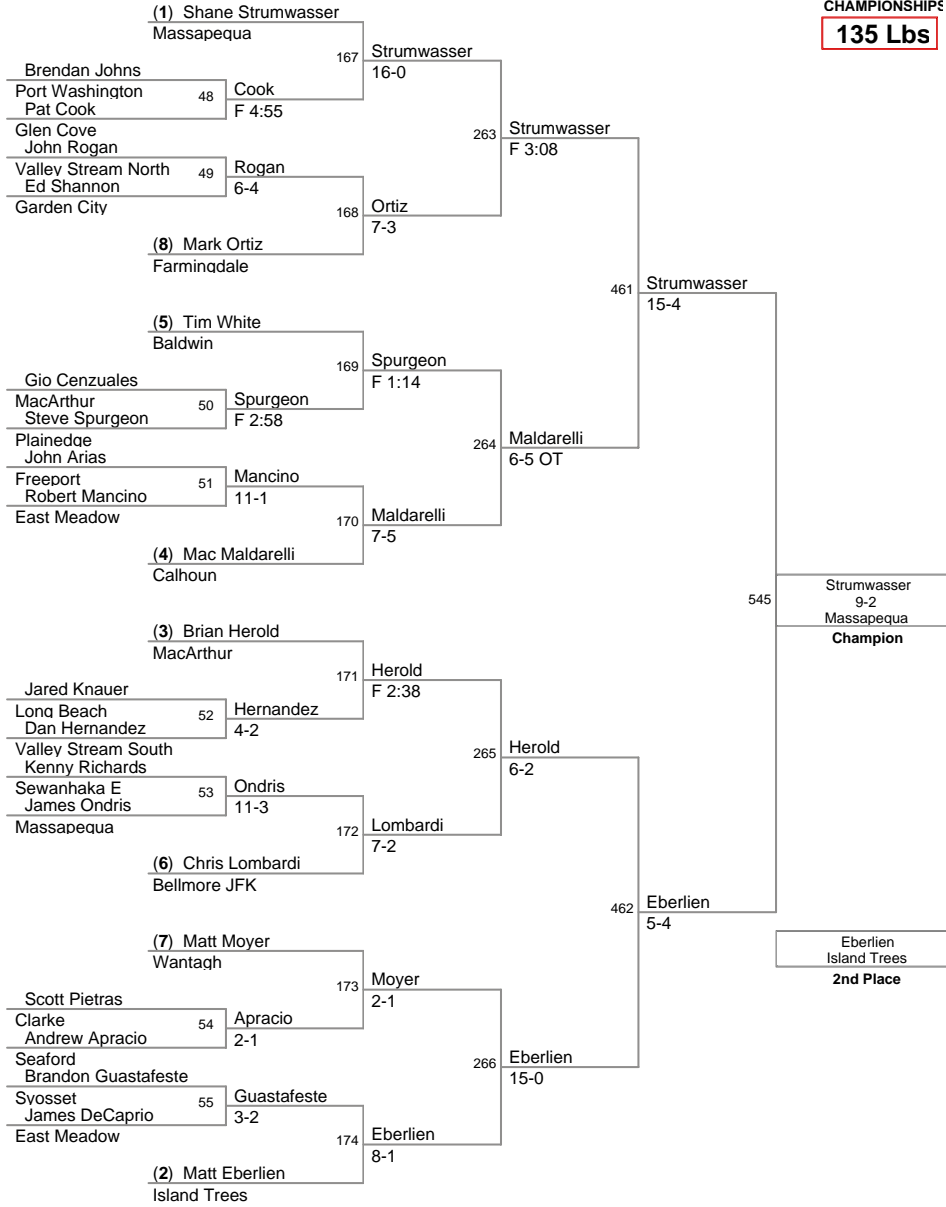 CHAMPIONSHIPS
135 Lbs
(1) Shane Strumwasser
Massapequa
167
Strumwasser
16-0
Brendan Johns
Port Washington
48
Cook
F 4:55
Pat Cook
Glen Cove
263
Strumwasser
F 3:08
John Rogan
Valley Stream North
49
Rogan
6-4
Ed Shannon
Garden City
168
Ortiz
7-3
(8) Mark Ortiz
Farmingdale
461
Strumwasser
15-4
(5) Tim White
Baldwin
169
Spurgeon
F 1:14
Gio Cenzuales
MacArthur
50
Spurgeon
F 2:58
Steve Spurgeon
Plainedge
264
Maldarelli
6-5 OT
John Arias
Freeport
51
Mancino
11-1
Robert Mancino
East Meadow
170
Maldarelli
7-5
(4) Mac Maldarelli
Calhoun
545
Strumwasser
9-2
Massapequa
Champion
(3) Brian Herold
MacArthur
171
Herold
F 2:38
Jared Knauer
Long Beach
52
Hernandez
4-2
Dan Hernandez
Valley Stream South
265
Herold
6-2
Kenny Richards
Sewanhaka E
53
Ondris
11-3
James Ondris
Massapequa
172
Lombardi
7-2
(6) Chris Lombardi
Bellmore JFK
462
Eberlien
5-4
(7) Matt Moyer
Wantagh
Eberlien
Island Trees
2nd Place
173
Moyer
2-1
Scott Pietras
Clarke
54
Apracio
2-1
Andrew Apracio
Seaford
266
Eberlien
15-0
Brandon Guastafeste
Syosset
55
Guastafeste
3-2
James DeCaprio
East Meadow
174
Eberlien
8-1
(2) Matt Eberlien
Island Trees